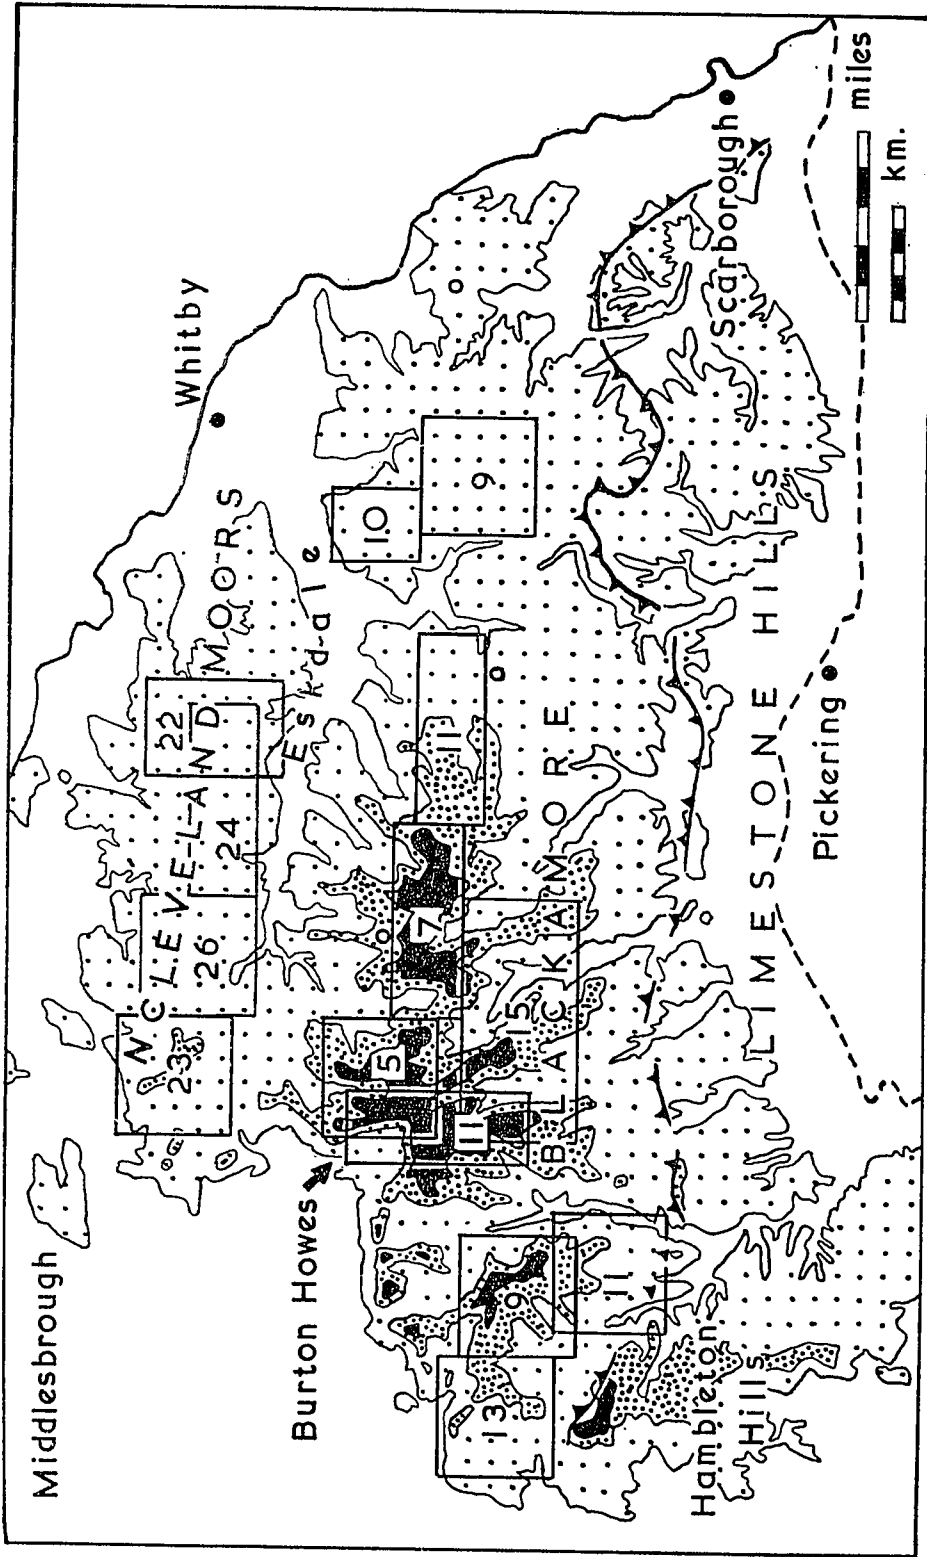 Middlesbrough
Whitby
N CLEVELAND MOORS
22
24
26
23
Eskdale
Burton Howes
10
9
11
7
5
11
15
9
11
13
BLACKAMORE
Scarborough
Hambleton
Hills
LIMESTONE HILLS
Pickering
miles
km.